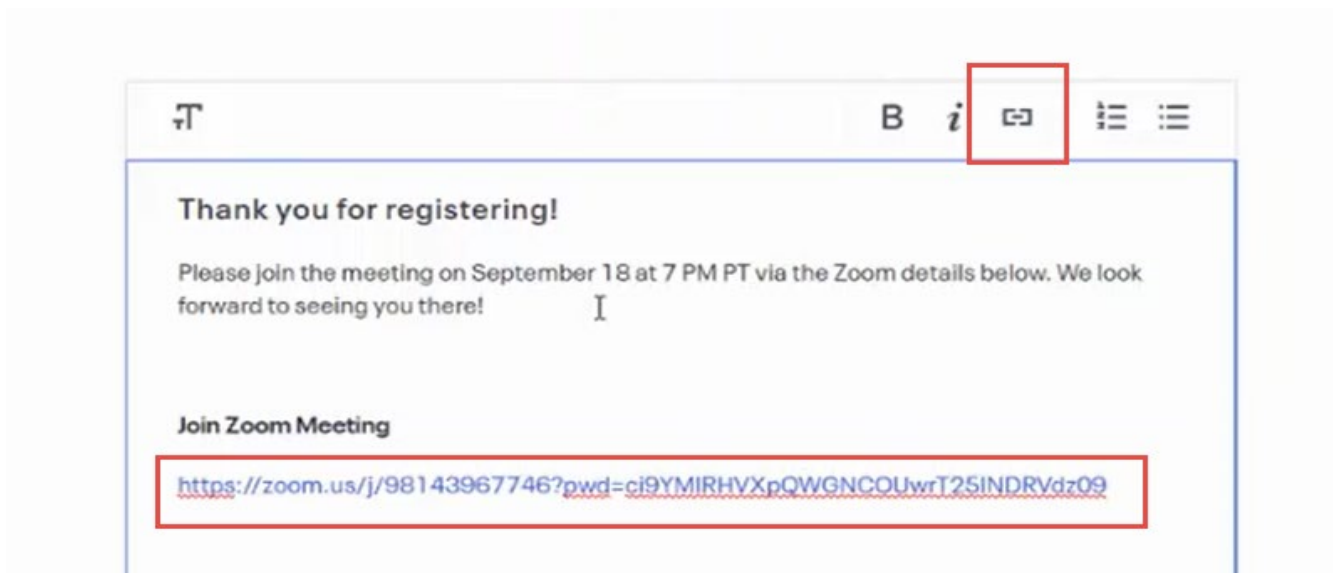 B i
Thank you for registering!
Please join the meeting on September 18 at 7 PM PT via the Zoom details below. We look
forward to seeing you there!
Join Zoom Meeting
https://zoom.us/j/98143967746?pwd=ci9YMlRHVXpQWGNCOUwrT25INDRVdz09